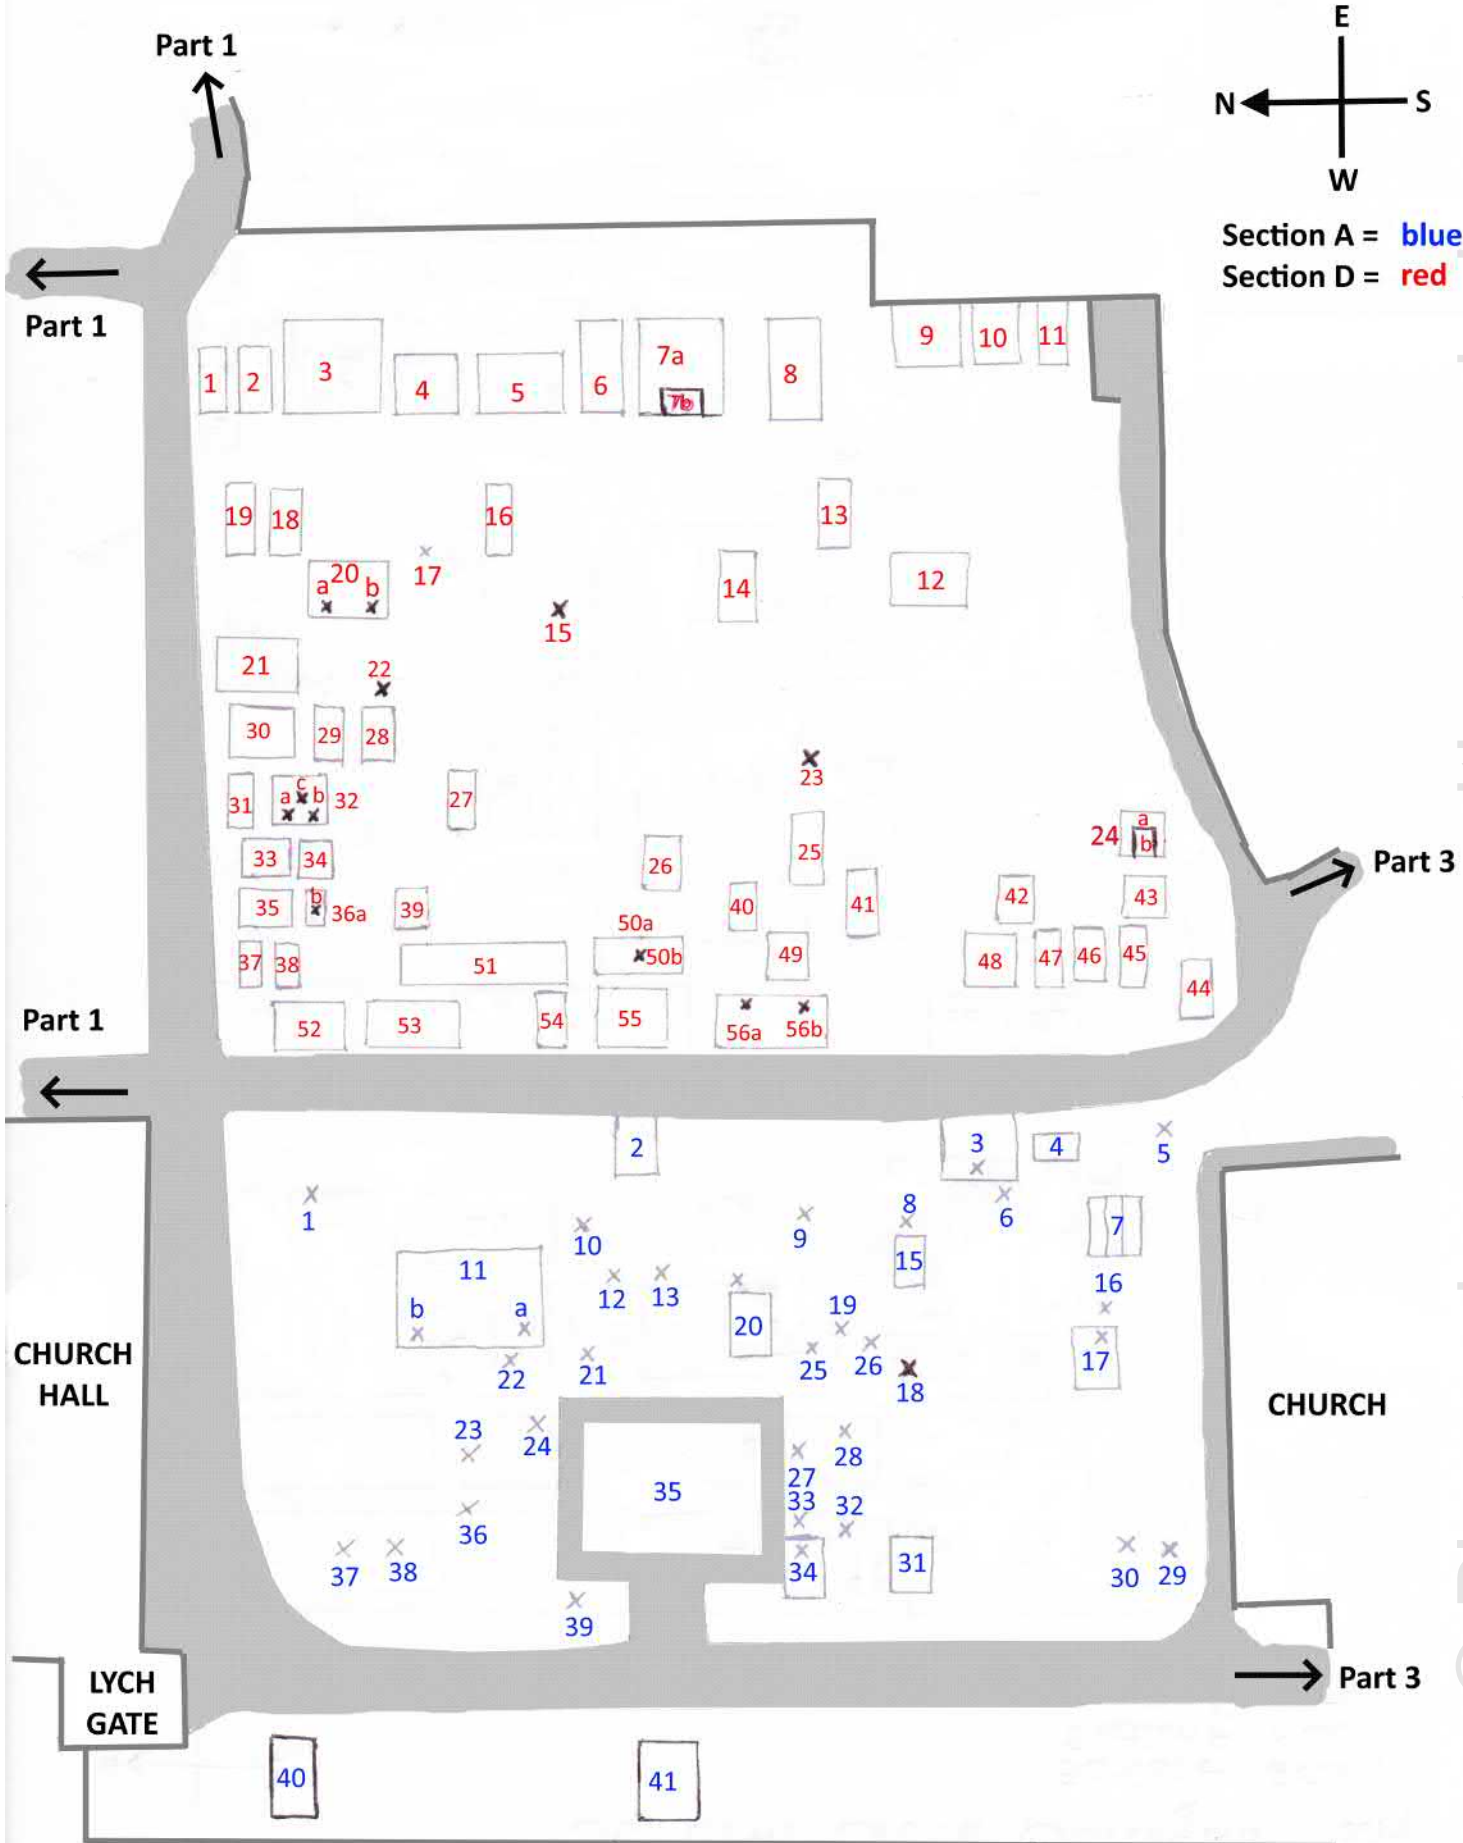 Part 1
E
N S
W
Section A = blue
Section D = red
Part 1
1 2 3 4 5 6 7a 8 9 10 11
7b
19 18 16 13
20 17 14 12
a b
15
21 22
30 29 28
23
31 a c b 32 27
24 a
b
33 34 26 25
Part 3
35 b 36a 39 40 41 42 43
50a
37 38 51 50b 49 48 47 46 45
44
52 53 54 55 56a 56b
Part 1
2 3 4 5
1 10 9 8 6 7
11 12 13 15 16
b a
20 19
22 21 25 26 18 17
CHURCH
HALL
CHURCH
23 24 28
35 27
33 32
36
37 38 34 31 30 29
39
LYCH
GATE
Part 3
40 41